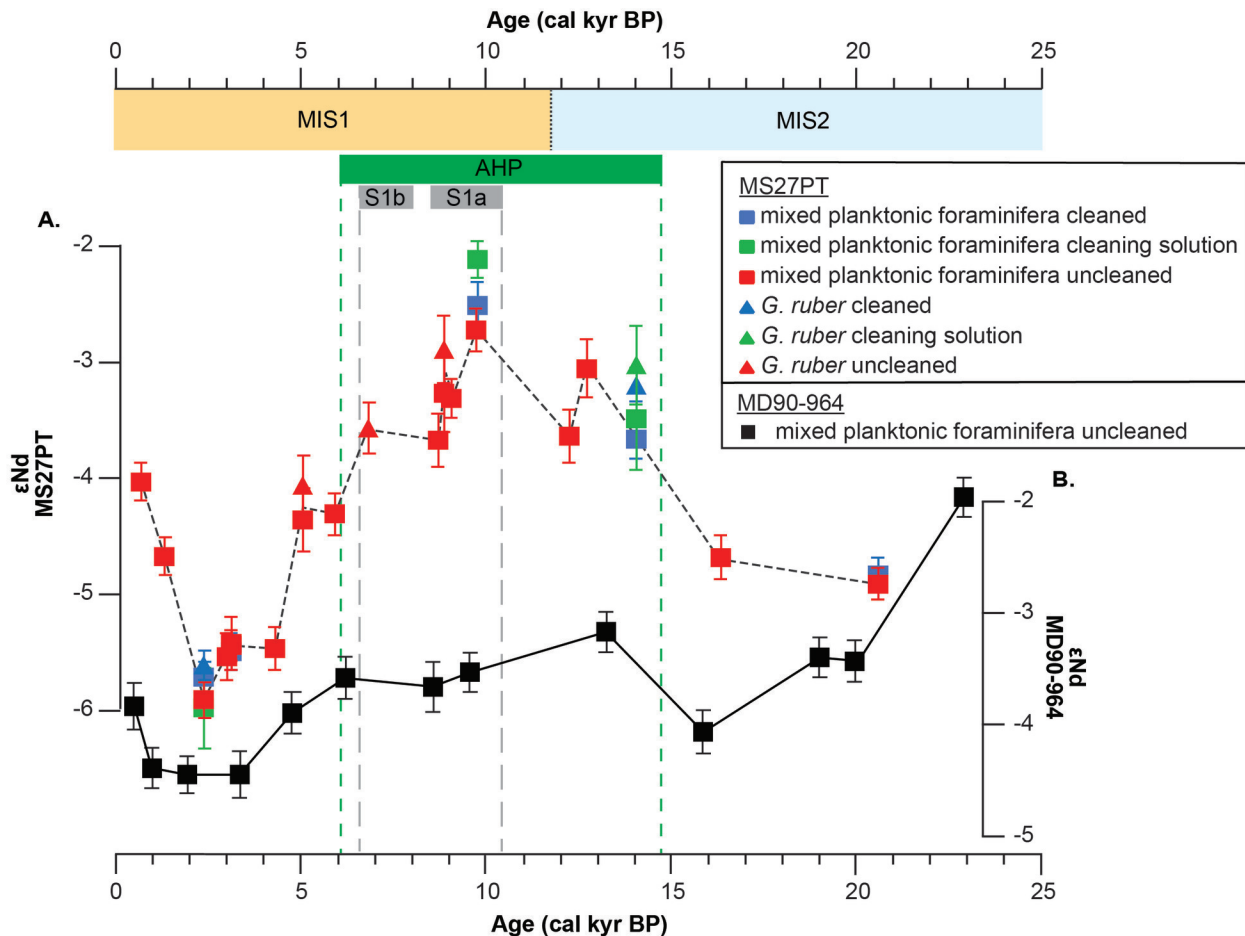 Age (cal kyr BP)
0 5 10 15 20 25
MIS1 MIS2
AHP
S1b S1a
A.
MS27PT
mixed planktonic foraminifera cleaned
mixed planktonic foraminifera cleaning solution
mixed planktonic foraminifera uncleaned
G. ruber cleaned
G. ruber cleaning solution
G. ruber uncleaned
MD90-964
mixed planktonic foraminifera uncleaned
-2
-3
-4
-5
-6
εNd
MS27PT
B.
-2
-3
-4
-5
εNd
MD90-964
0 5 10 15 20 25
Age (cal kyr BP)